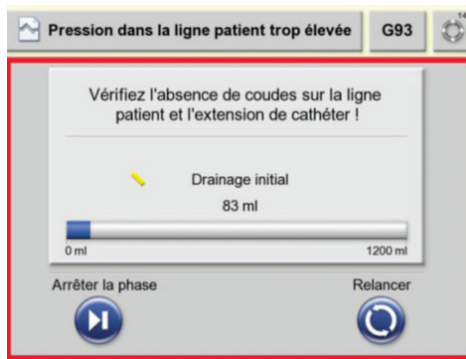 Pression dans la ligne patient trop élevée G93
Vérifiez l'absence de coudes sur la ligne
patient et l'extension de cathéter !
Drainage initial
83 ml
0 ml 1200 ml
Arrêter la phase Relancer